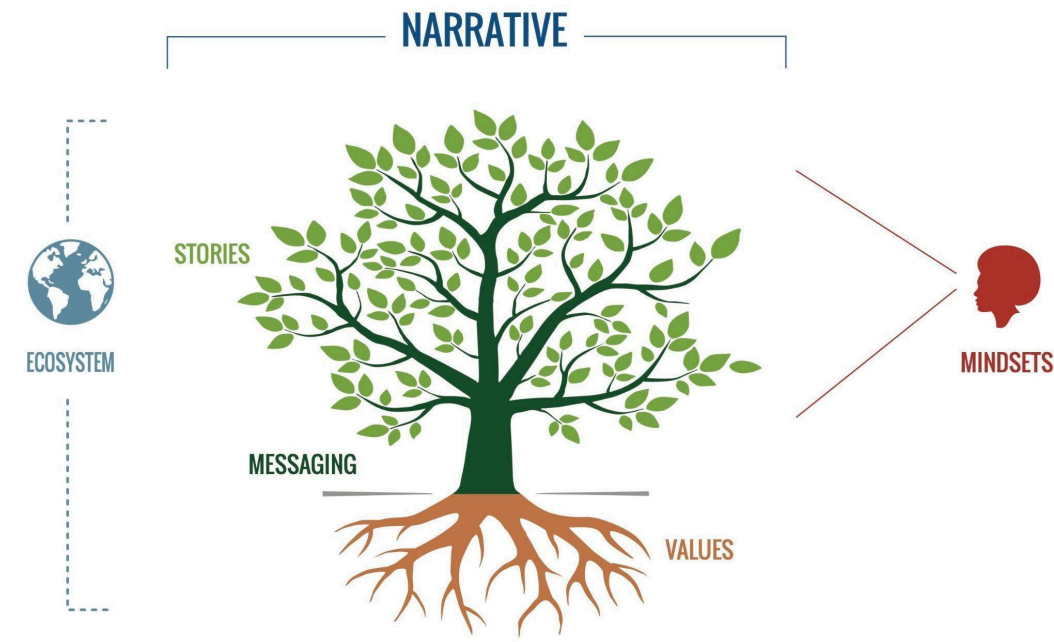 NARRATIVE
STORIES
ECOSYSTEM
MINDSETS
MESSAGING
VALUES